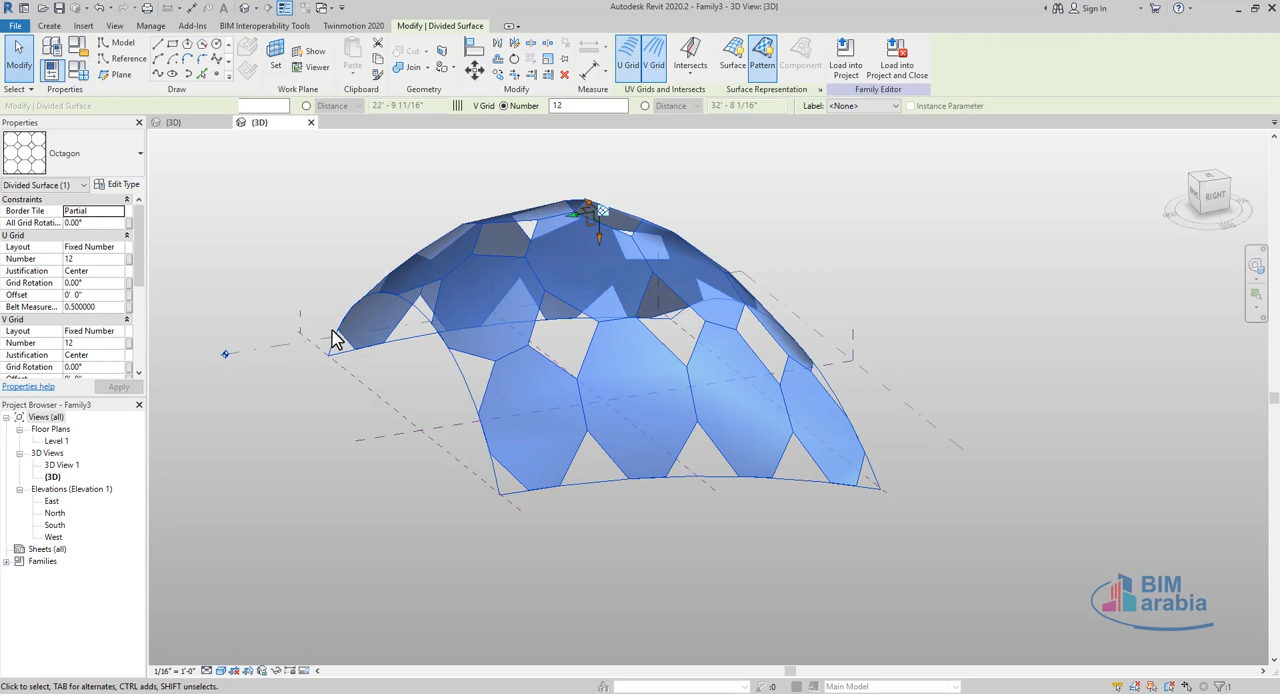 Autodesk Revit 2020.2 - Family3 - 3D View: {3D}
Sign In
File Create Insert View Manage Add-Ins BIM Interoperability Tools Twinmotion 2020 Modify | Divided Surface
Modify
Model
Reference
Plane
Set
Show
Viewer
Paste
Cut
Join
U Grid V Grid Intersects
Surface Pattern Component
Load into Project
Load into Project and Close
Select Properties Draw Work Plane Clipboard Modify Measure UV Grids and Intersects Surface Representation Family Editor
Modify | Divided Surface Distance 22' - 9 11/16" V Grid Number 12 Distance 32' - 8 1/16" Label: <None> Instance Parameter
Properties
{3D} {3D}
Octagon
Divided Surface (1) Edit Type
Constraints
Border Tile Partial
All Grid Rotati... 0.00°
U Grid
Layout Fixed Number
Number 12
Justification Center
Grid Rotation 0.00°
Offset 0' 0"
Belt Measure... 0.500000
V Grid
Layout Fixed Number
Number 12
Justification Center
Grid Rotation 0.00°
Properties help Apply
Project Browser - Family3
Views (all)
Floor Plans
Level 1
3D Views
3D View 1
{3D}
Elevations (Elevation 1)
East
North
South
West
Sheets (all)
Families
RIGHT
BIM
arabia
1/16" = 1'-0"
Click to select, TAB for alternates, CTRL adds, SHIFT unselects.
:0
Main Model
:1